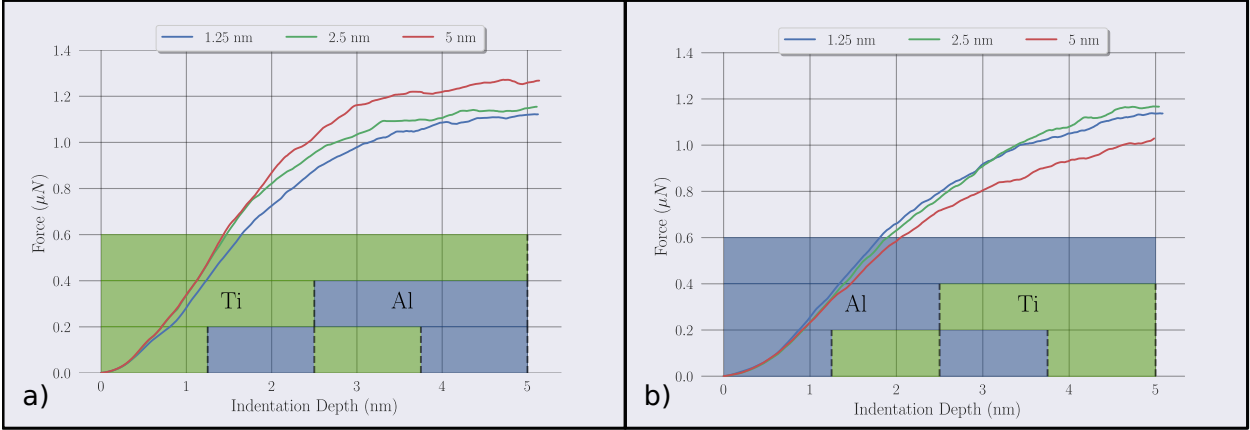 1.25 nm 2.5 nm 5 nm
1.4
1.2
1.0
0.8
0.6
0.4
0.2
0.0
Force (μN)
Ti Al
0 1 2 3 4 5
Indentation Depth (nm)
a)
1.25 nm 2.5 nm 5 nm
1.4
1.2
1.0
0.8
0.6
0.4
0.2
0.0
Force (μN)
Al Ti
0 1 2 3 4 5
Indentation Depth (nm)
b)